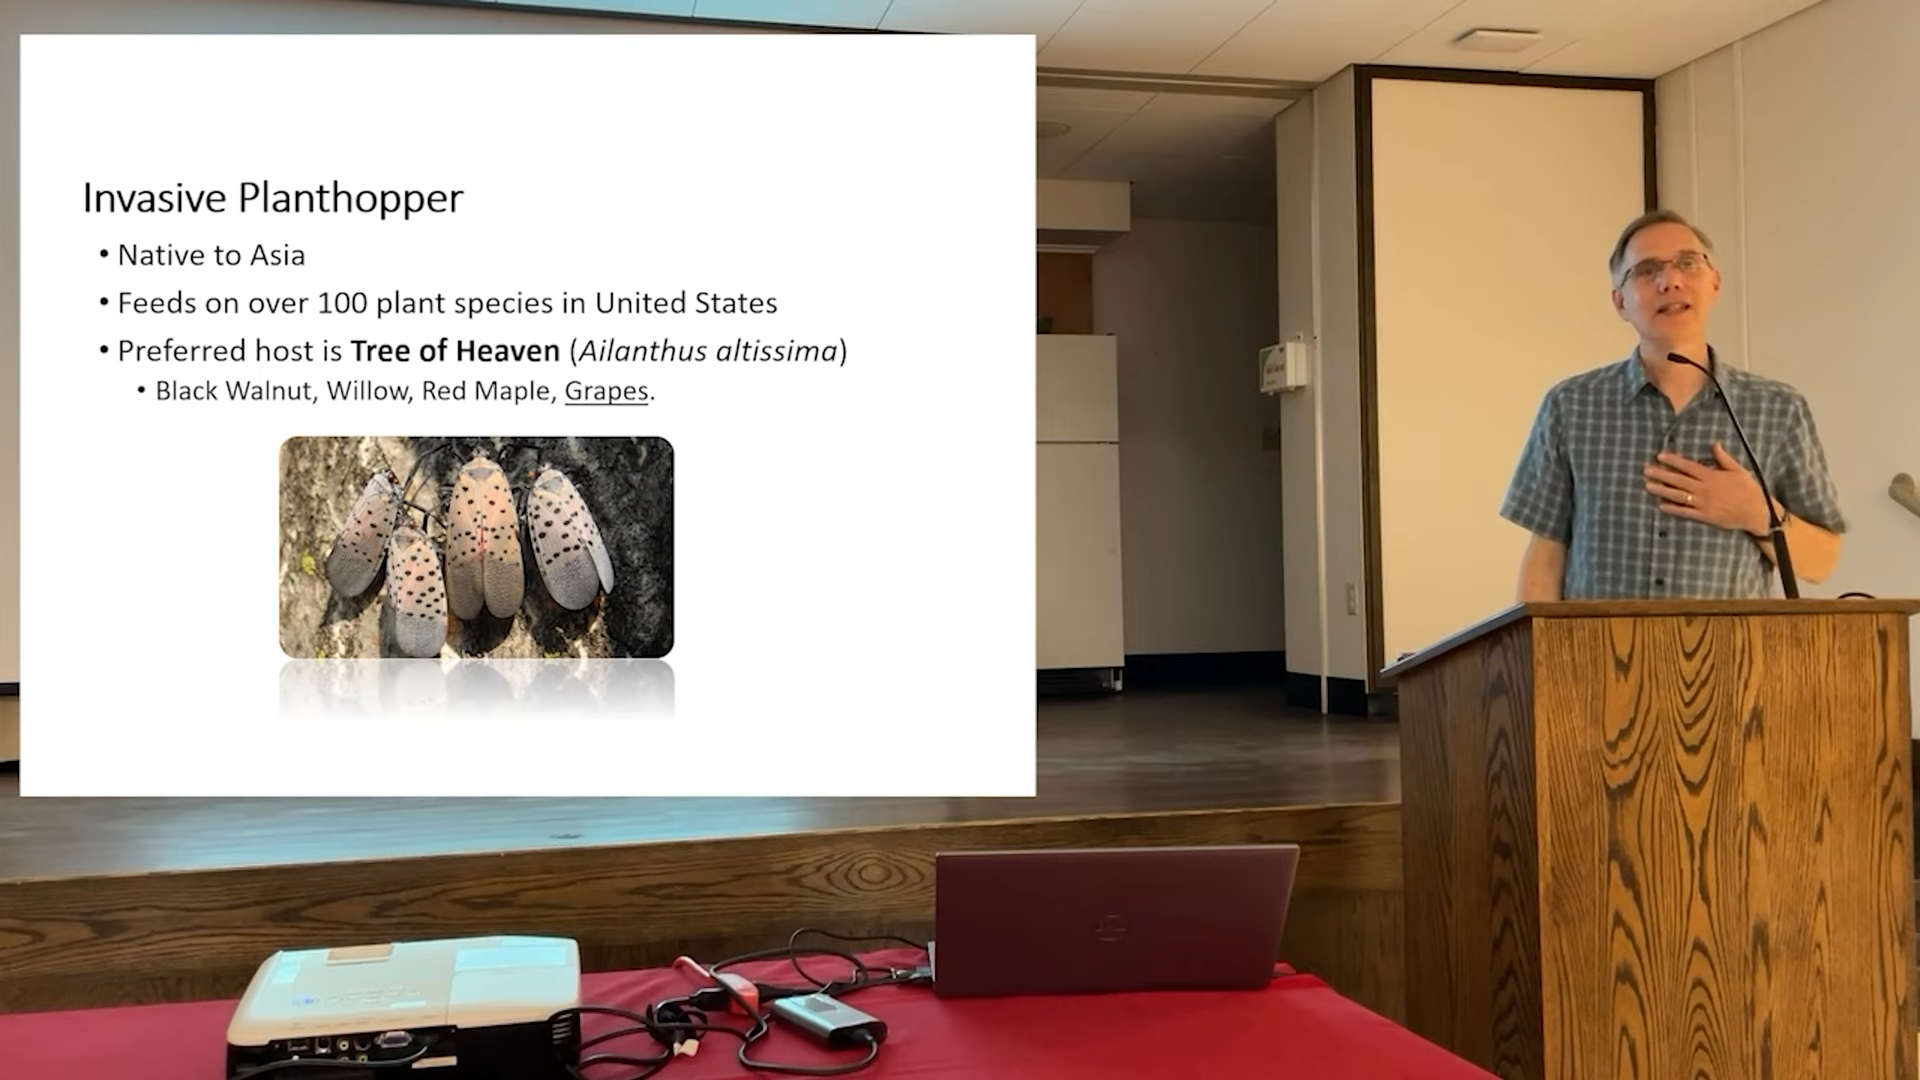 Invasive Planthopper
• Native to Asia
• Feeds on over 100 plant species in United States
• Preferred host is Tree of Heaven (Ailanthus altissima)
• Black Walnut, Willow, Red Maple, Grapes.